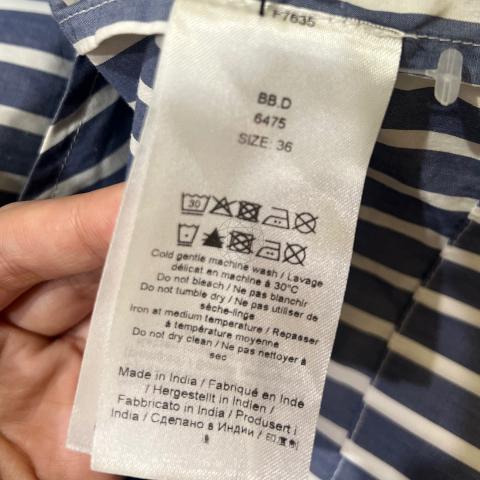 F7635
BB.D
6475
SIZE: 36
30
Cold gentle machine wash / Lavage
délicat en machine à 30°C
Do not bleach / Ne pas blanchir
Do not tumble dry / Ne pas utiliser de
sèche-linge
Iron at medium temperature / Repasser
à température moyenne
Do not dry clean / Ne pas nettoyer à
sec
Made in India / Fabriqué en Inde
/ Hergestellt in Indien /
Fabbricato in India / Produsert i
India / Сделано в Индии / 印